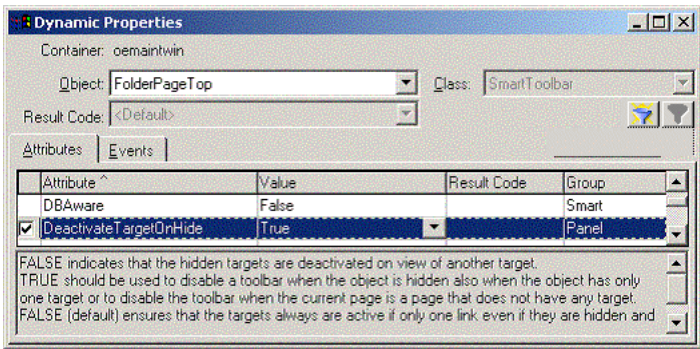 Dynamic Properties
Container: oemaintwin
Object: FolderPageTop Class: SmartToolbar
Result Code: <Default>
Attributes Events
Attribute ^ Value Result Code Group
DBAware False Smart
DeactivateTargetOnHide True Panel
FALSE indicates that the hidden targets are deactivated on view of another target.
TRUE should be used to disable a toolbar when the object is hidden also when the object has only
one target or to disable the toolbar when the current page is a page that does not have any target.
FALSE (default) ensures that the targets always are active if only one link even if they are hidden and